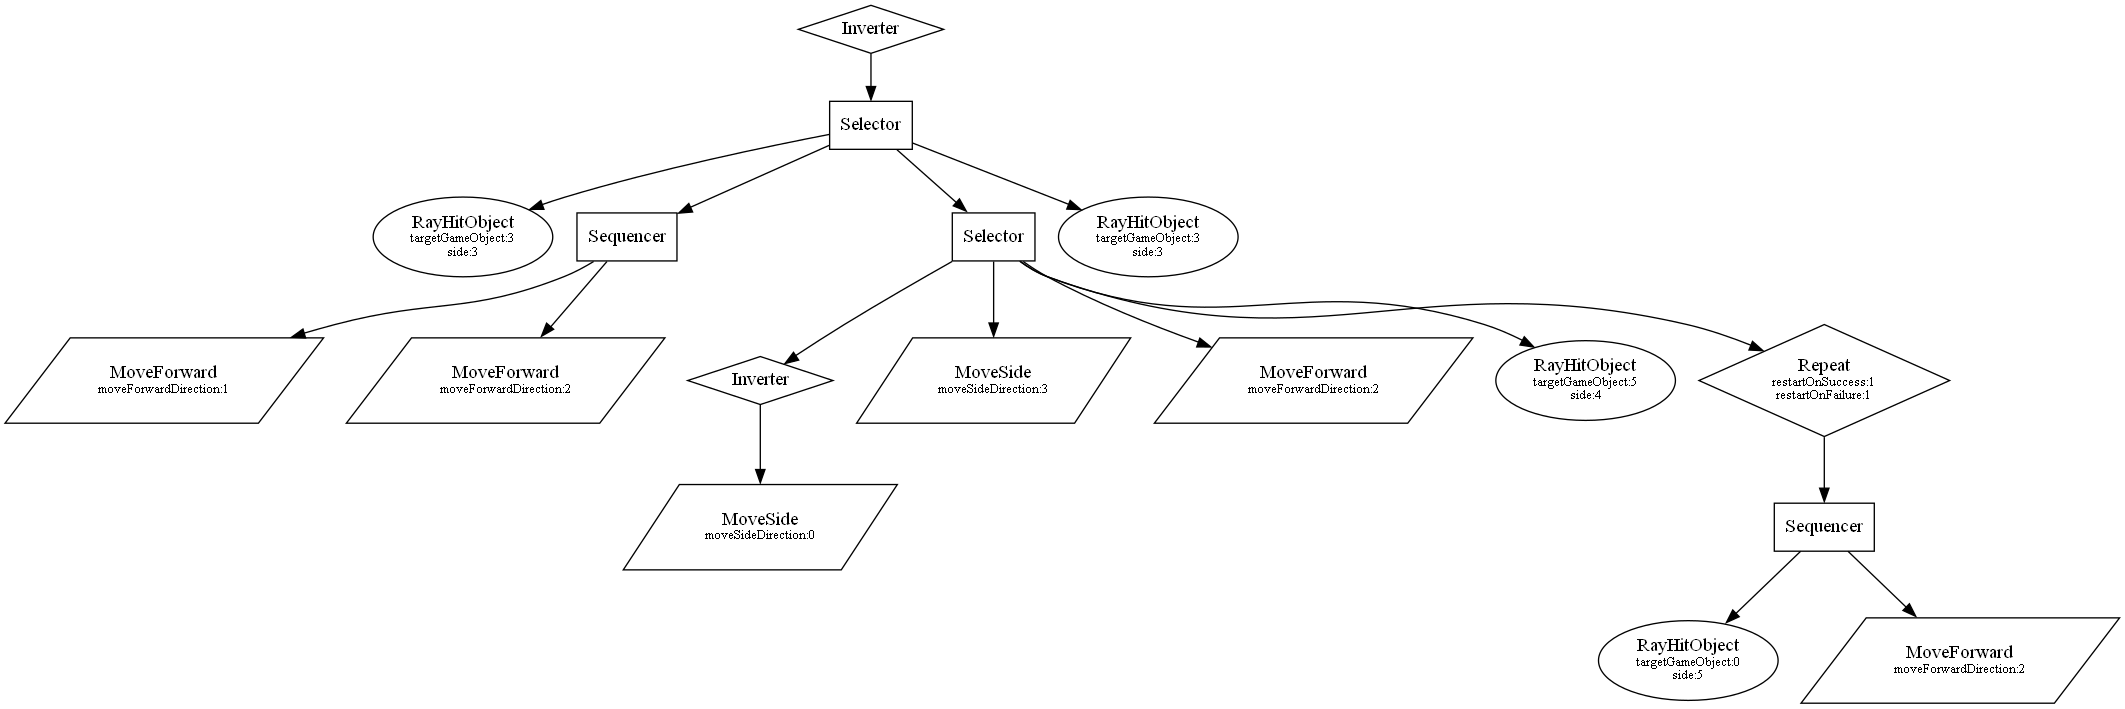 Inverter
Selector
RayHitObject
targetGameObject:3
side:3
Sequencer
Selector
RayHitObject
targetGameObject:3
side:3
MoveForward
moveForwardDirection:1
MoveForward
moveForwardDirection:2
Inverter
MoveSide
moveSideDirection:3
MoveForward
moveForwardDirection:2
RayHitObject
targetGameObject:5
side:4
Repeat
restartOnSuccess:1
restartOnFailure:1
MoveSide
moveSideDirection:0
Sequencer
RayHitObject
targetGameObject:0
side:5
MoveForward
moveForwardDirection:2